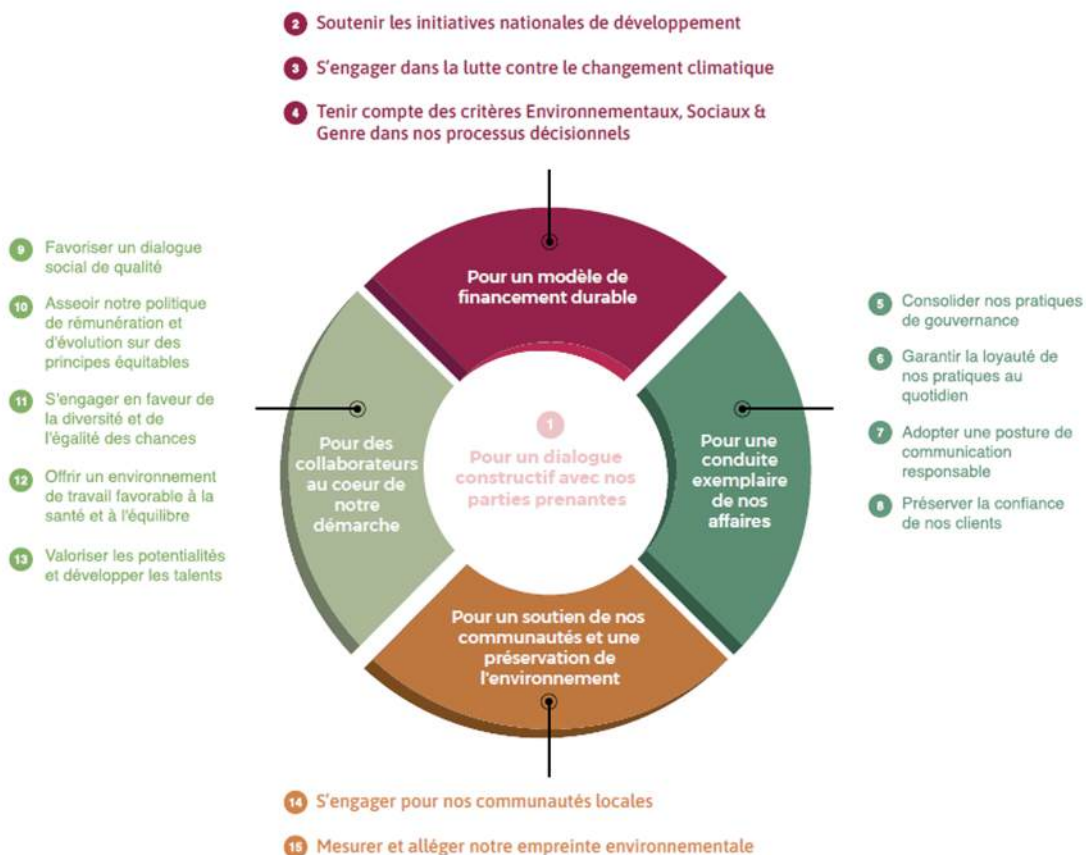 2 Soutenir les initiatives nationales de développement
3 S'engager dans la lutte contre le changement climatique
4 Tenir compte des critères Environnementaux, Sociaux &
Genre dans nos processus décisionnels
Pour un modèle de
financement durable
9 Favoriser un dialogue
social de qualité
10 Asseoir notre politique
de rémunération et
d'évolution sur des
principes équitables
11 S'engager en faveur de
la diversité et de
l'égalité des chances
12 Offrir un environnement
de travail favorable à la
santé et à l'équilibre
13 Valoriser les potentialités
et développer les talents
Pour des
collaborateurs
au coeur de
notre
démarche
1
Pour un dialogue
constructif avec nos
parties prenantes
Pour une
conduite
exemplaire
de nos
affaires
5 Consolider nos pratiques
de gouvernance
6 Garantir la loyauté de
nos pratiques au
quotidien
7 Adopter une posture de
communication
responsable
8 Préserver la confiance
de nos clients
Pour un soutien de nos
communautés et une
préservation de
l'environnement
14 S'engager pour nos communautés locales
15 Mesurer et alléger notre empreinte environnementale